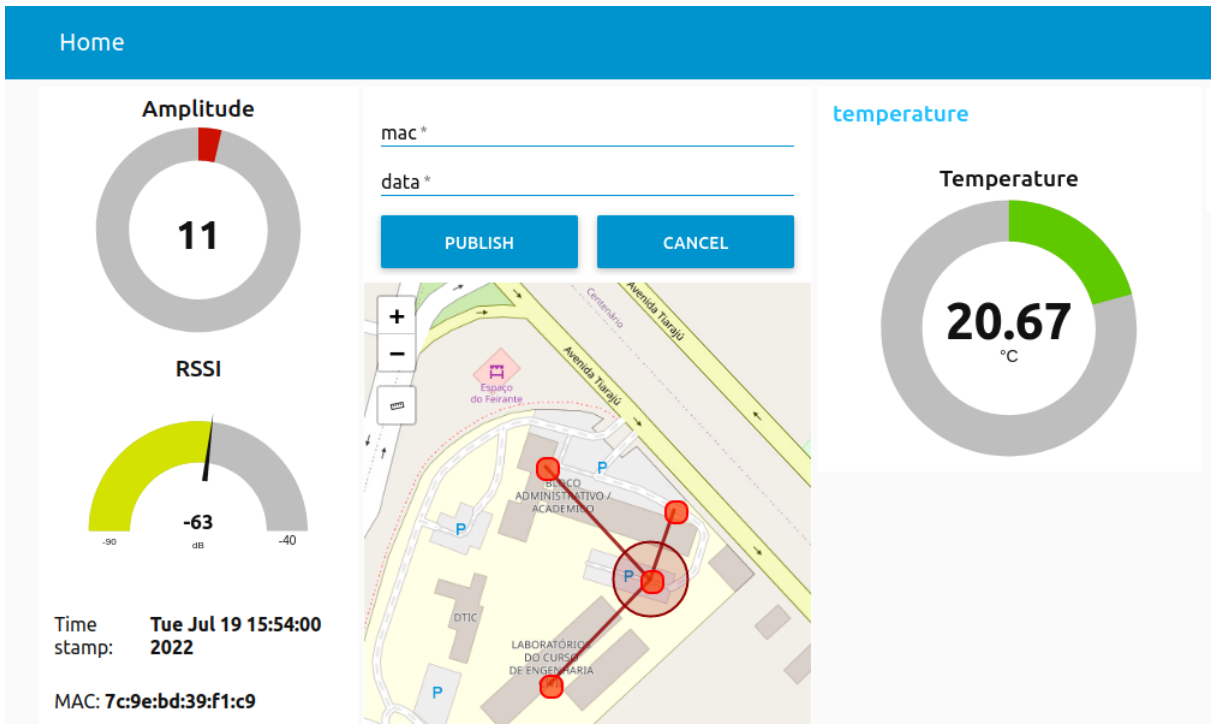 Home
Amplitude
11
RSSI
-63
dB
-90
-40
Time
stamp:
Tue Jul 19 15:54:00
2022
MAC: 7c:9e:bd:39:f1:c9
mac *
data *
PUBLISH
CANCEL
+
−
Centenário
Avenida Tiarajú
Avenida Tiarajú
Espaço
do Feirante
P
BLOCO
ADMINISTRATIVO /
ACADEMICO
P
P
DTIC
LABORATÓRIOS
DO CURSO
DE ENGENHARIA
P
temperature
Temperature
20.67
°C